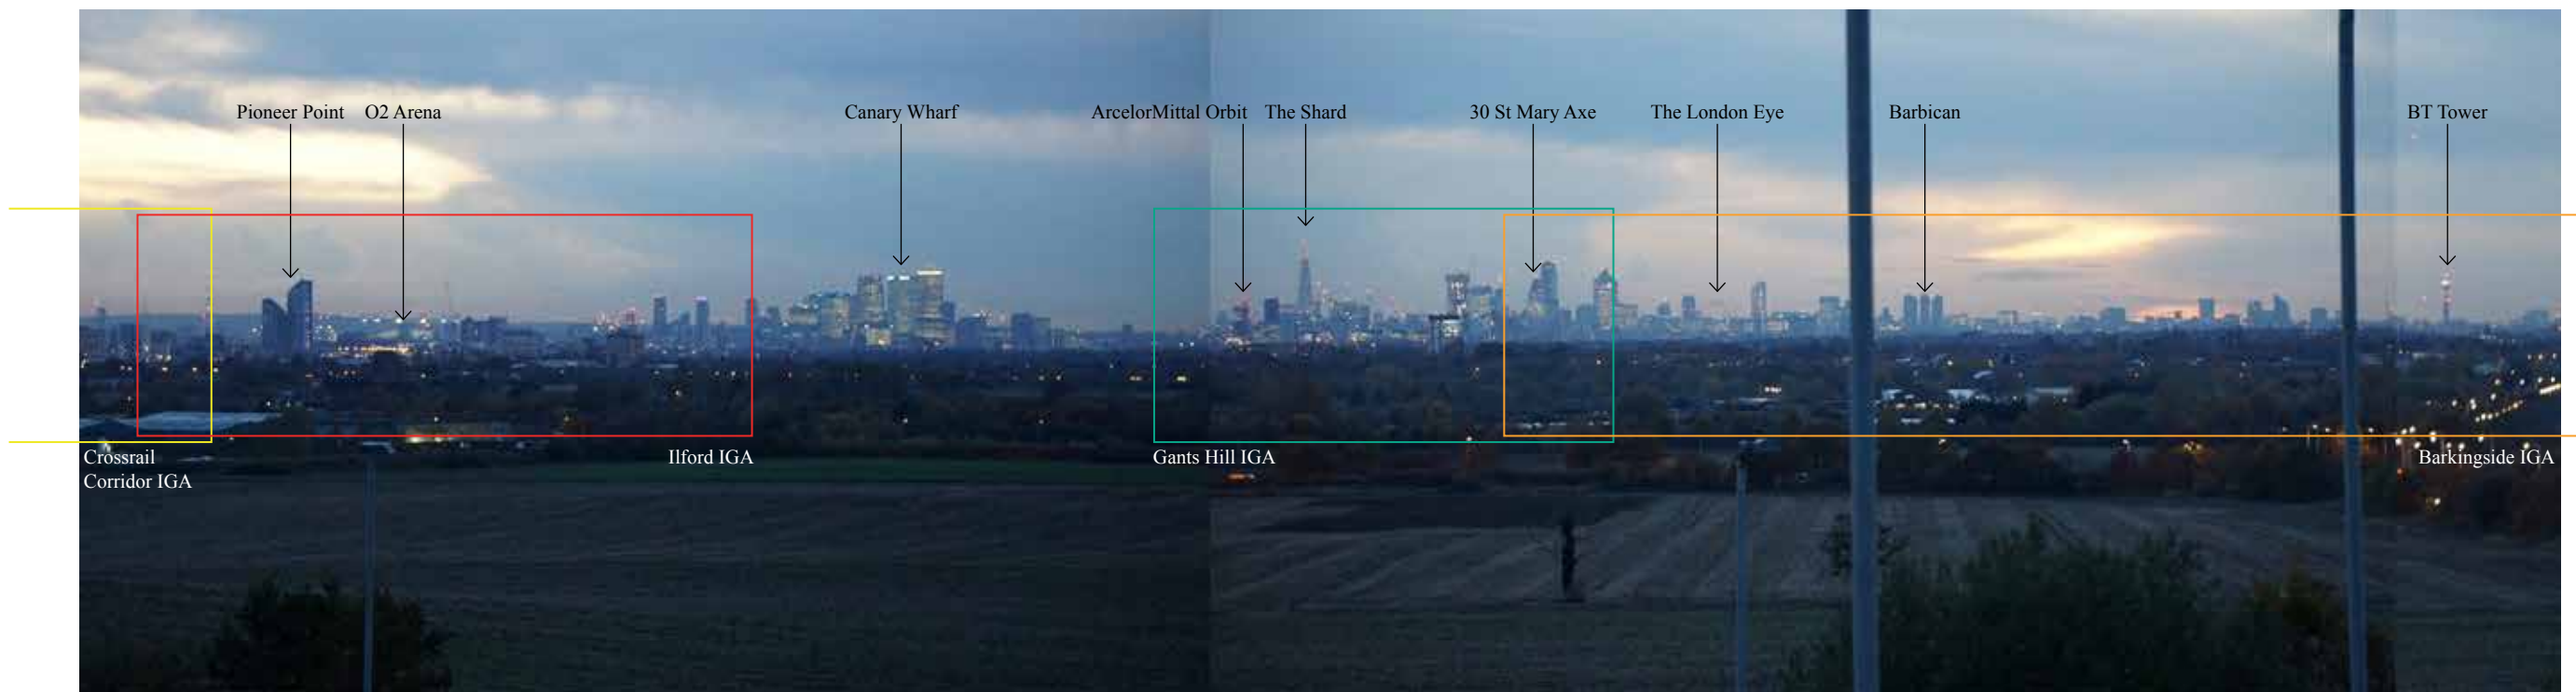 Pioneer Point
O2 Arena
Canary Wharf
ArcelorMittal Orbit
The Shard
30 St Mary Axe
The London Eye
Barbican
BT Tower
Crossrail
Corridor IGA
Ilford IGA
Gants Hill IGA
Barkingside IGA